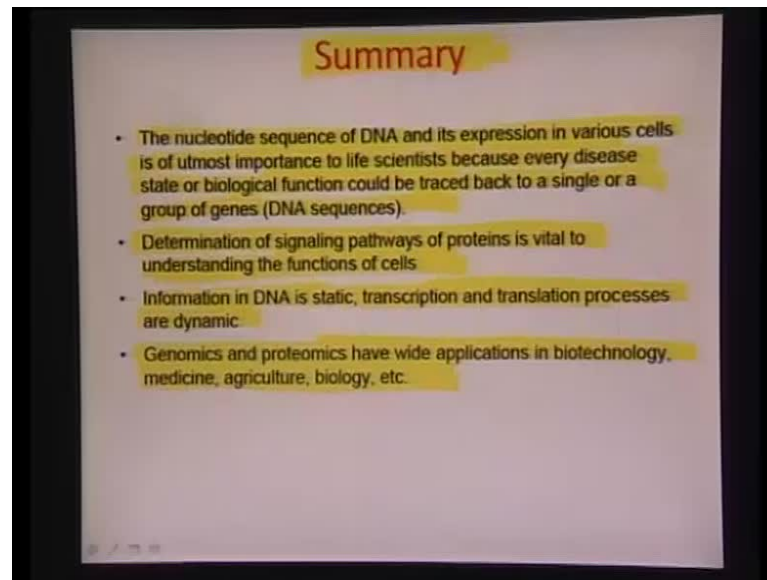 Summary
• The nucleotide sequence of DNA and its expression in various cells
is of utmost importance to life scientists because every disease
state or biological function could be traced back to a single or a
group of genes (DNA sequences).
• Determination of signaling pathways of proteins is vital to
understanding the functions of cells
• Information in DNA is static, transcription and translation processes
are dynamic
• Genomics and proteomics have wide applications in biotechnology,
medicine, agriculture, biology, etc.